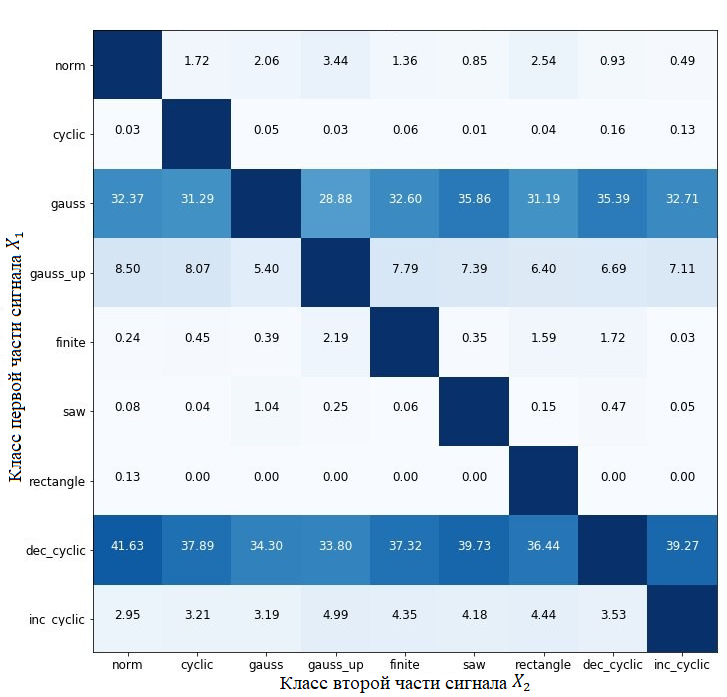 Класс первой части сигнала X₁
norm 1.72 2.06 3.44 1.36 0.85 2.54 0.93 0.49
cyclic 0.03 0.05 0.03 0.06 0.01 0.04 0.16 0.13
gauss 32.37 31.29 28.88 32.60 35.86 31.19 35.39 32.71
gauss_up 8.50 8.07 5.40 7.79 7.39 6.40 6.69 7.11
finite 0.24 0.45 0.39 2.19 0.35 1.59 1.72 0.03
saw 0.08 0.04 1.04 0.25 0.06 0.15 0.47 0.05
rectangle 0.13 0.00 0.00 0.00 0.00 0.00 0.00 0.00
dec_cyclic 41.63 37.89 34.30 33.80 37.32 39.73 36.44 39.27
inc_cyclic 2.95 3.21 3.19 4.99 4.35 4.18 4.44 3.53
norm cyclic gauss gauss_up finite saw rectangle dec_cyclic inc_cyclic
Класс второй части сигнала X₂